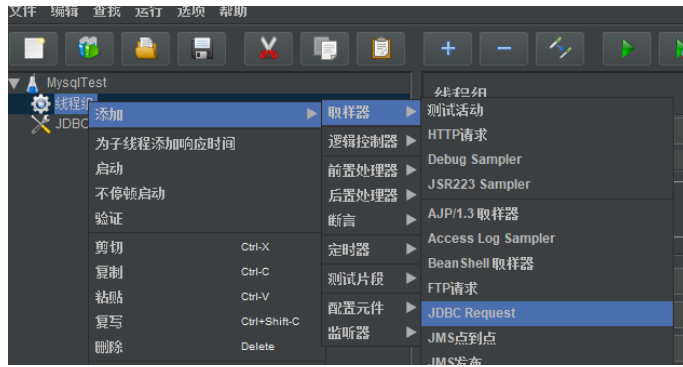 文件 编辑 查找 运行 选项 帮助
MysqlTest
线程组
线程组
JDBC
添加
为子线程添加响应时间
启动
不停顿启动
验证
剪切 Ctrl-X
复制 Ctrl-C
粘贴 Ctrl-V
复写 Ctrl+Shift-C
删除 Delete
取样器
逻辑控制器
前置处理器
后置处理器
断言
定时器
测试片段
配置元件
监听器
测试活动
HTTP请求
Debug Sampler
JSR223 Sampler
AJP/1.3 取样器
Access Log Sampler
BeanShell 取样器
FTP请求
JDBC Request
JMS点到点
JMS发布